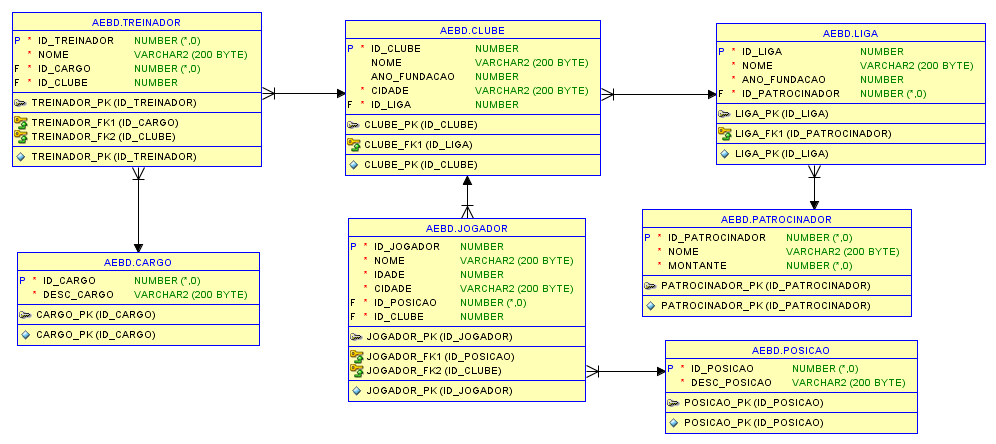 AEBD.TREINADOR
P * ID_TREINADOR NUMBER (*,0)
* NOME VARCHAR2 (200 BYTE)
F * ID_CARGO NUMBER (*,0)
F * ID_CLUBE NUMBER
TREINADOR_PK (ID_TREINADOR)
TREINADOR_FK1 (ID_CARGO)
TREINADOR_FK2 (ID_CLUBE)
TREINADOR_PK (ID_TREINADOR)
AEBD.CLUBE
P * ID_CLUBE NUMBER
NOME VARCHAR2 (200 BYTE)
ANO_FUNDACAO NUMBER
* CIDADE VARCHAR2 (200 BYTE)
F * ID_LIGA NUMBER
CLUBE_PK (ID_CLUBE)
CLUBE_FK1 (ID_LIGA)
CLUBE_PK (ID_CLUBE)
AEBD.LIGA
P * ID_LIGA NUMBER
* NOME VARCHAR2 (200 BYTE)
* ANO_FUNDACAO NUMBER
F * ID_PATROCINADOR NUMBER (*,0)
LIGA_PK (ID_LIGA)
LIGA_FK1 (ID_PATROCINADOR)
LIGA_PK (ID_LIGA)
AEBD.CARGO
P * ID_CARGO NUMBER (*,0)
* DESC_CARGO VARCHAR2 (200 BYTE)
CARGO_PK (ID_CARGO)
CARGO_PK (ID_CARGO)
AEBD.JOGADOR
P * ID_JOGADOR NUMBER
* NOME VARCHAR2 (200 BYTE)
* IDADE NUMBER
* CIDADE VARCHAR2 (200 BYTE)
F * ID_POSICAO NUMBER (*,0)
F * ID_CLUBE NUMBER
JOGADOR_PK (ID_JOGADOR)
JOGADOR_FK1 (ID_POSICAO)
JOGADOR_FK2 (ID_CLUBE)
JOGADOR_PK (ID_JOGADOR)
AEBD.PATROCINADOR
P * ID_PATROCINADOR NUMBER (*,0)
* NOME VARCHAR2 (200 BYTE)
* MONTANTE NUMBER (*,0)
PATROCINADOR_PK (ID_PATROCINADOR)
PATROCINADOR_PK (ID_PATROCINADOR)
AEBD.POSICAO
P * ID_POSICAO NUMBER (*,0)
* DESC_POSICAO VARCHAR2 (200 BYTE)
POSICAO_PK (ID_POSICAO)
POSICAO_PK (ID_POSICAO)